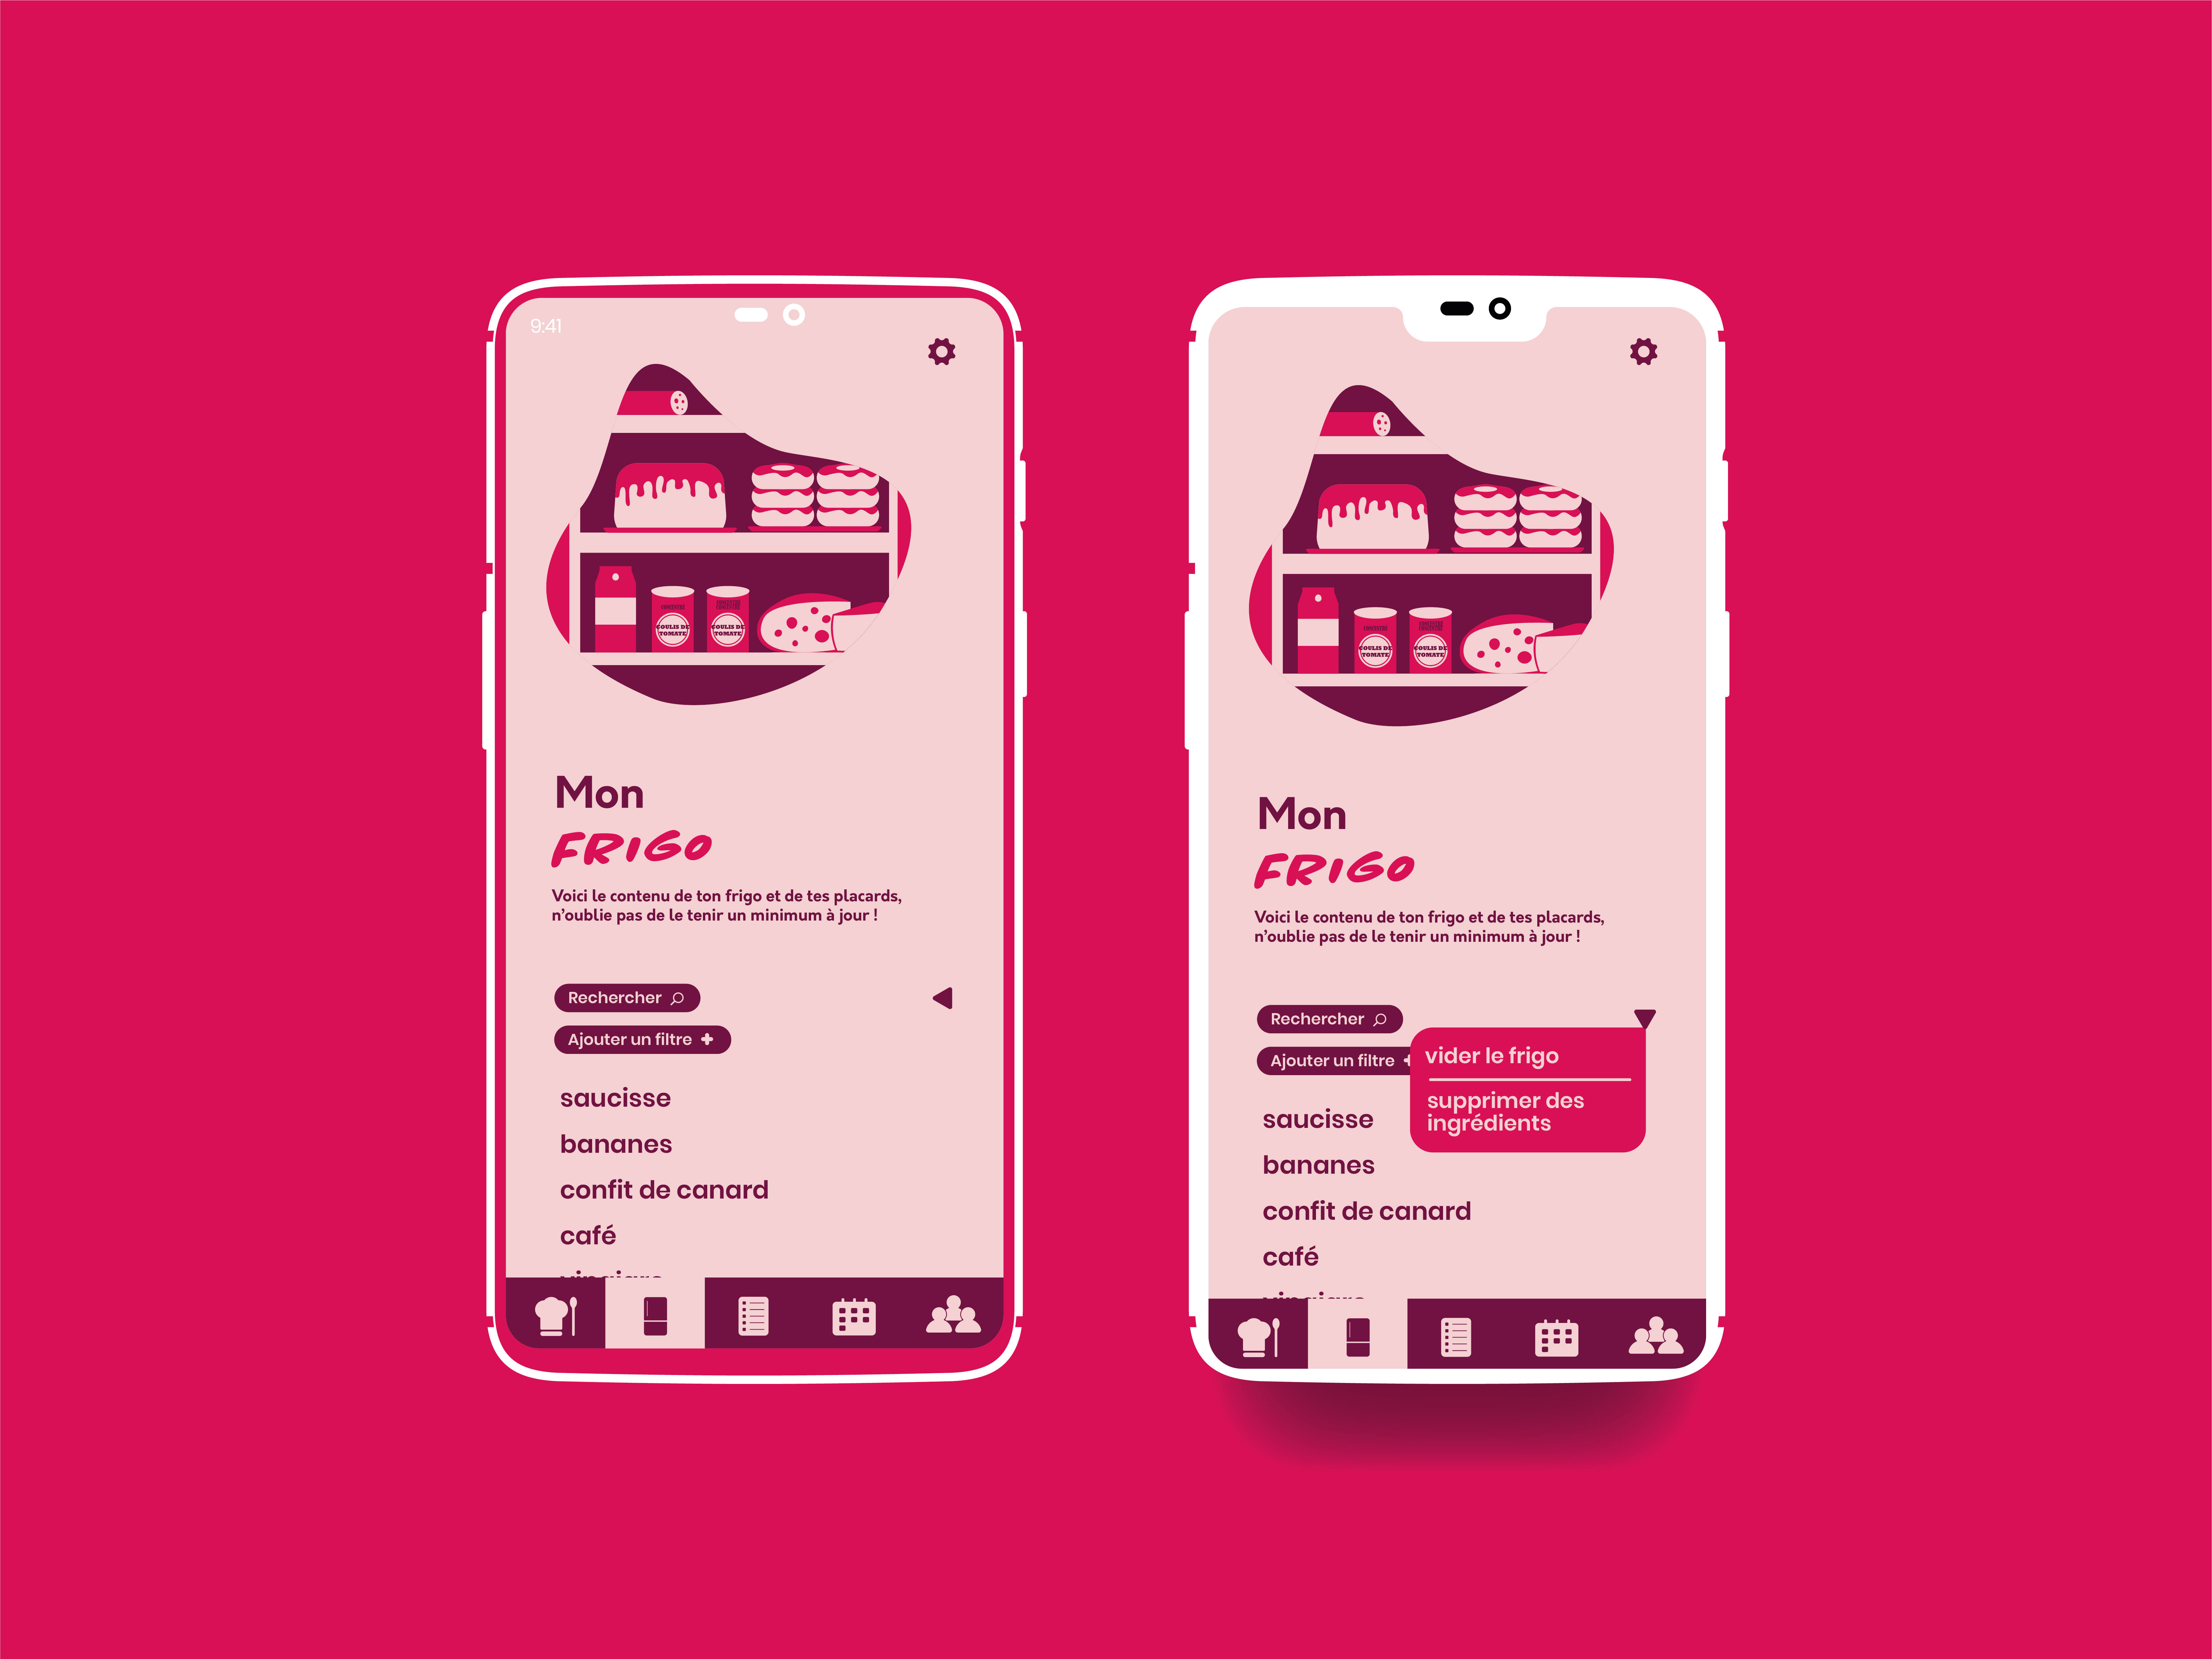 9:41
COULIS DE
TOMATE
COULIS DE
TOMATE
Mon
FRIGO
Voici le contenu de ton frigo et de tes placards,
n'oublie pas de le tenir un minimum à jour !
Rechercher
Ajouter un filtre
saucisse
bananes
confit de canard
café
COULIS DE
TOMATE
COULIS DE
TOMATE
Mon
FRIGO
Voici le contenu de ton frigo et de tes placards,
n'oublie pas de le tenir un minimum à jour !
Rechercher
Ajouter un filtre
vider le frigo
supprimer des
ingrédients
saucisse
bananes
confit de canard
café